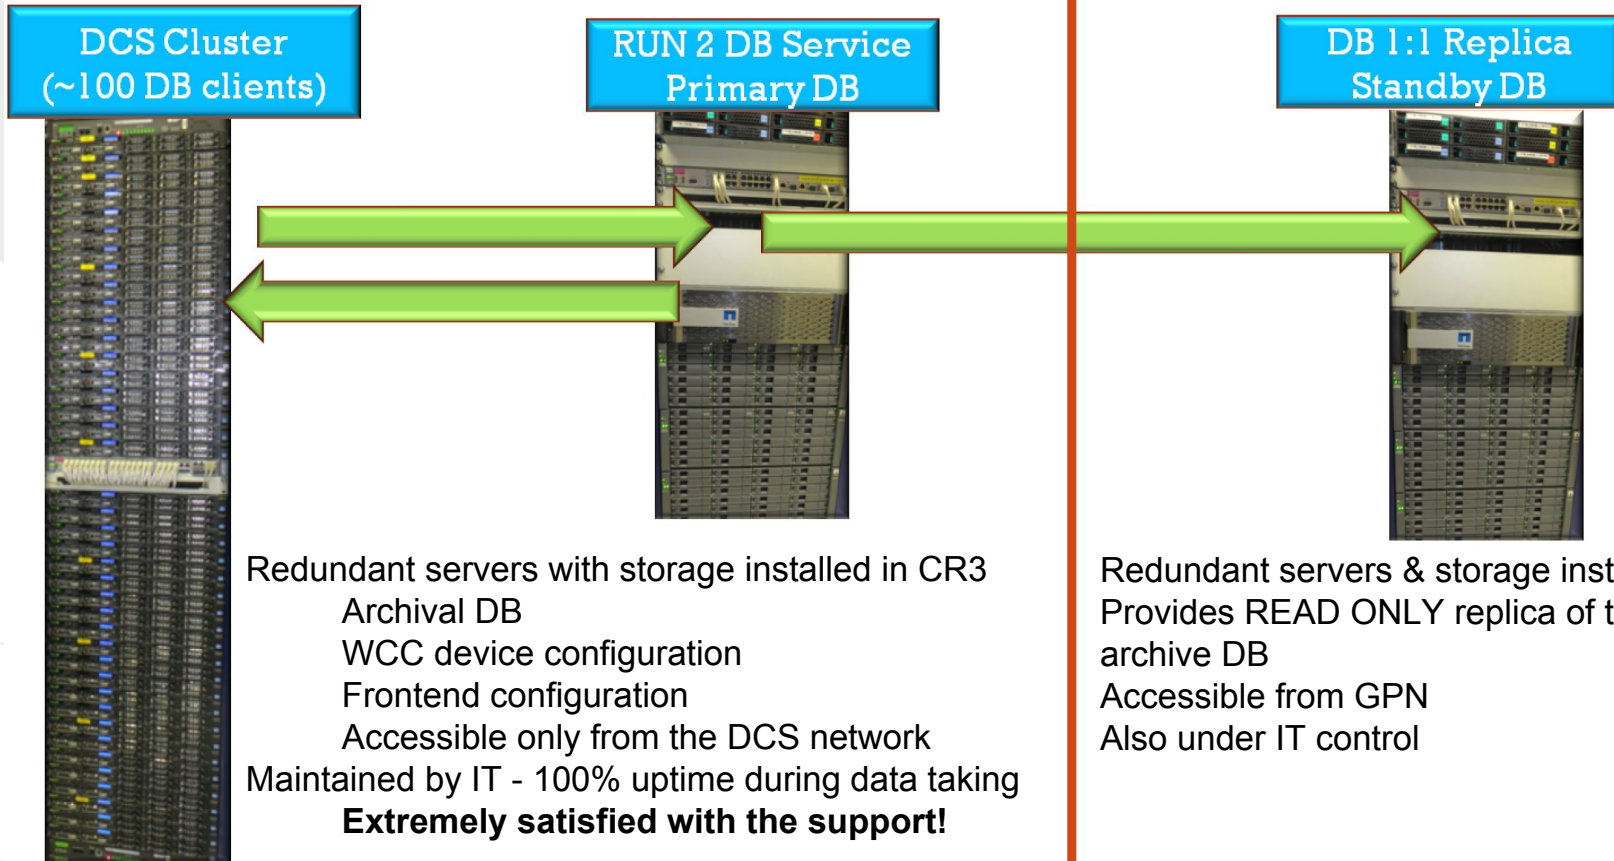 DCS Cluster
(~100 DB clients)
RUN 2 DB Service
Primary DB
DB 1:1 Replica
Standby DB
Redundant servers with storage installed in CR3
Archival DB
WCC device configuration
Frontend configuration
Accessible only from the DCS network
Maintained by IT - 100% uptime during data taking
Extremely satisfied with the support!
Redundant servers & storage inst
Provides READ ONLY replica of t
archive DB
Accessible from GPN
Also under IT control